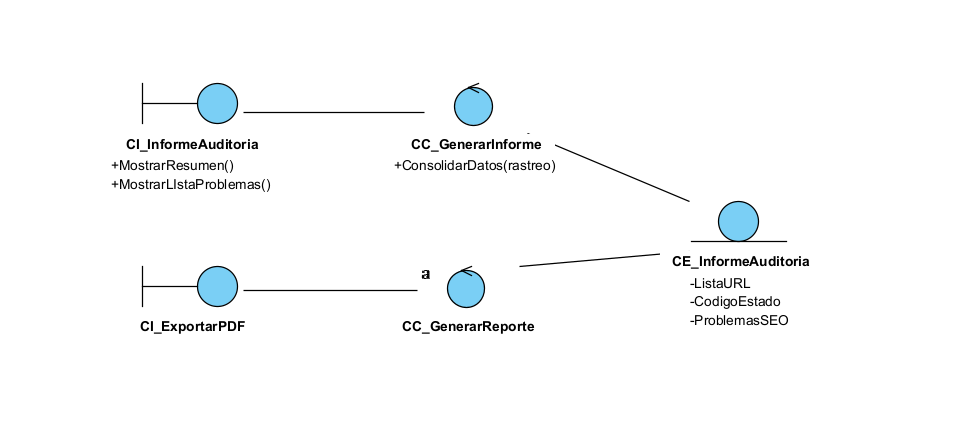 CI_InformeAuditoria
+MostrarResumen()
+MostrarLIstaProblemas()
CC_GenerarInforme
+ConsolidarDatos(rastreo)
CE_InformeAuditoria
-ListaURL
-CodigoEstado
-ProblemasSEO
CI_ExportarPDF
a
CC_GenerarReporte